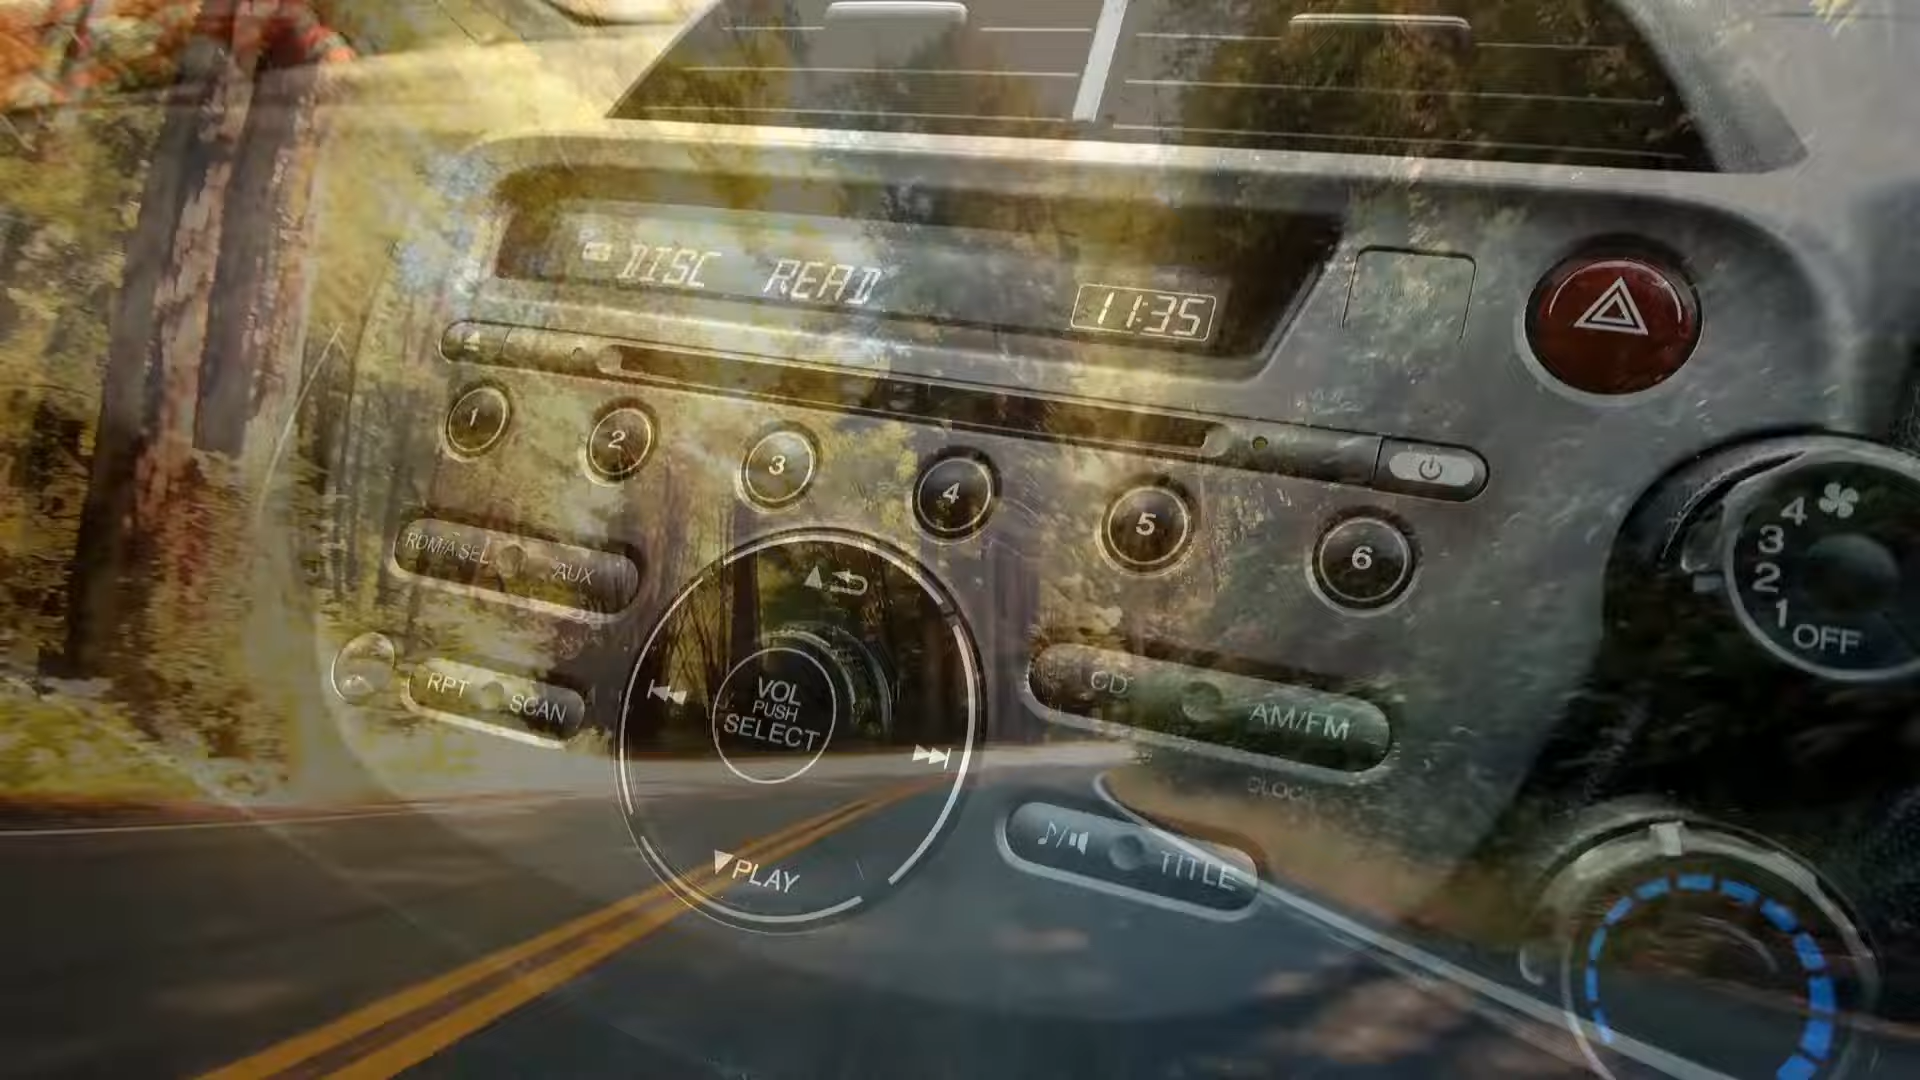 DISC READ
11:35
1
2
3
4
5
6
RDM/A.SEL AUX
RPT SCAN
VOL
PUSH
SELECT
PLAY
CD AM/FM
CLOCK
TITLE
4
3
2
1
OFF